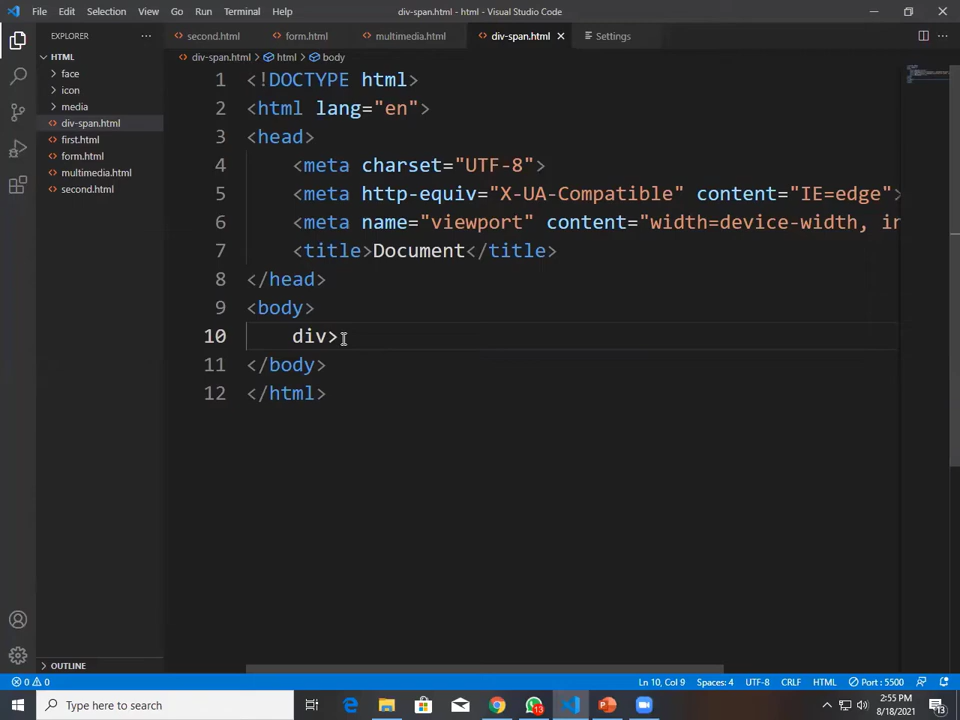 File Edit Selection View Go Run Terminal Help div-span.html - html - Visual Studio Code
EXPLORER
second.html form.html multimedia.html div-span.html Settings
HTML
div-span.html > html > body
face
icon
media
div-span.html
first.html
form.html
multimedia.html
second.html
1 <!DOCTYPE html>
2 <html lang="en">
3 <head>
4 <meta charset="UTF-8">
5 <meta http-equiv="X-UA-Compatible" content="IE=edge">
6 <meta name="viewport" content="width=device-width, in
7 <title>Document</title>
8 </head>
9 <body>
10 div>
11 </body>
12 </html>
OUTLINE
0 0 Ln 10, Col 9 Spaces: 4 UTF-8 CRLF HTML Port : 5500
Type here to search
13
2:55 PM
8/18/2021
13